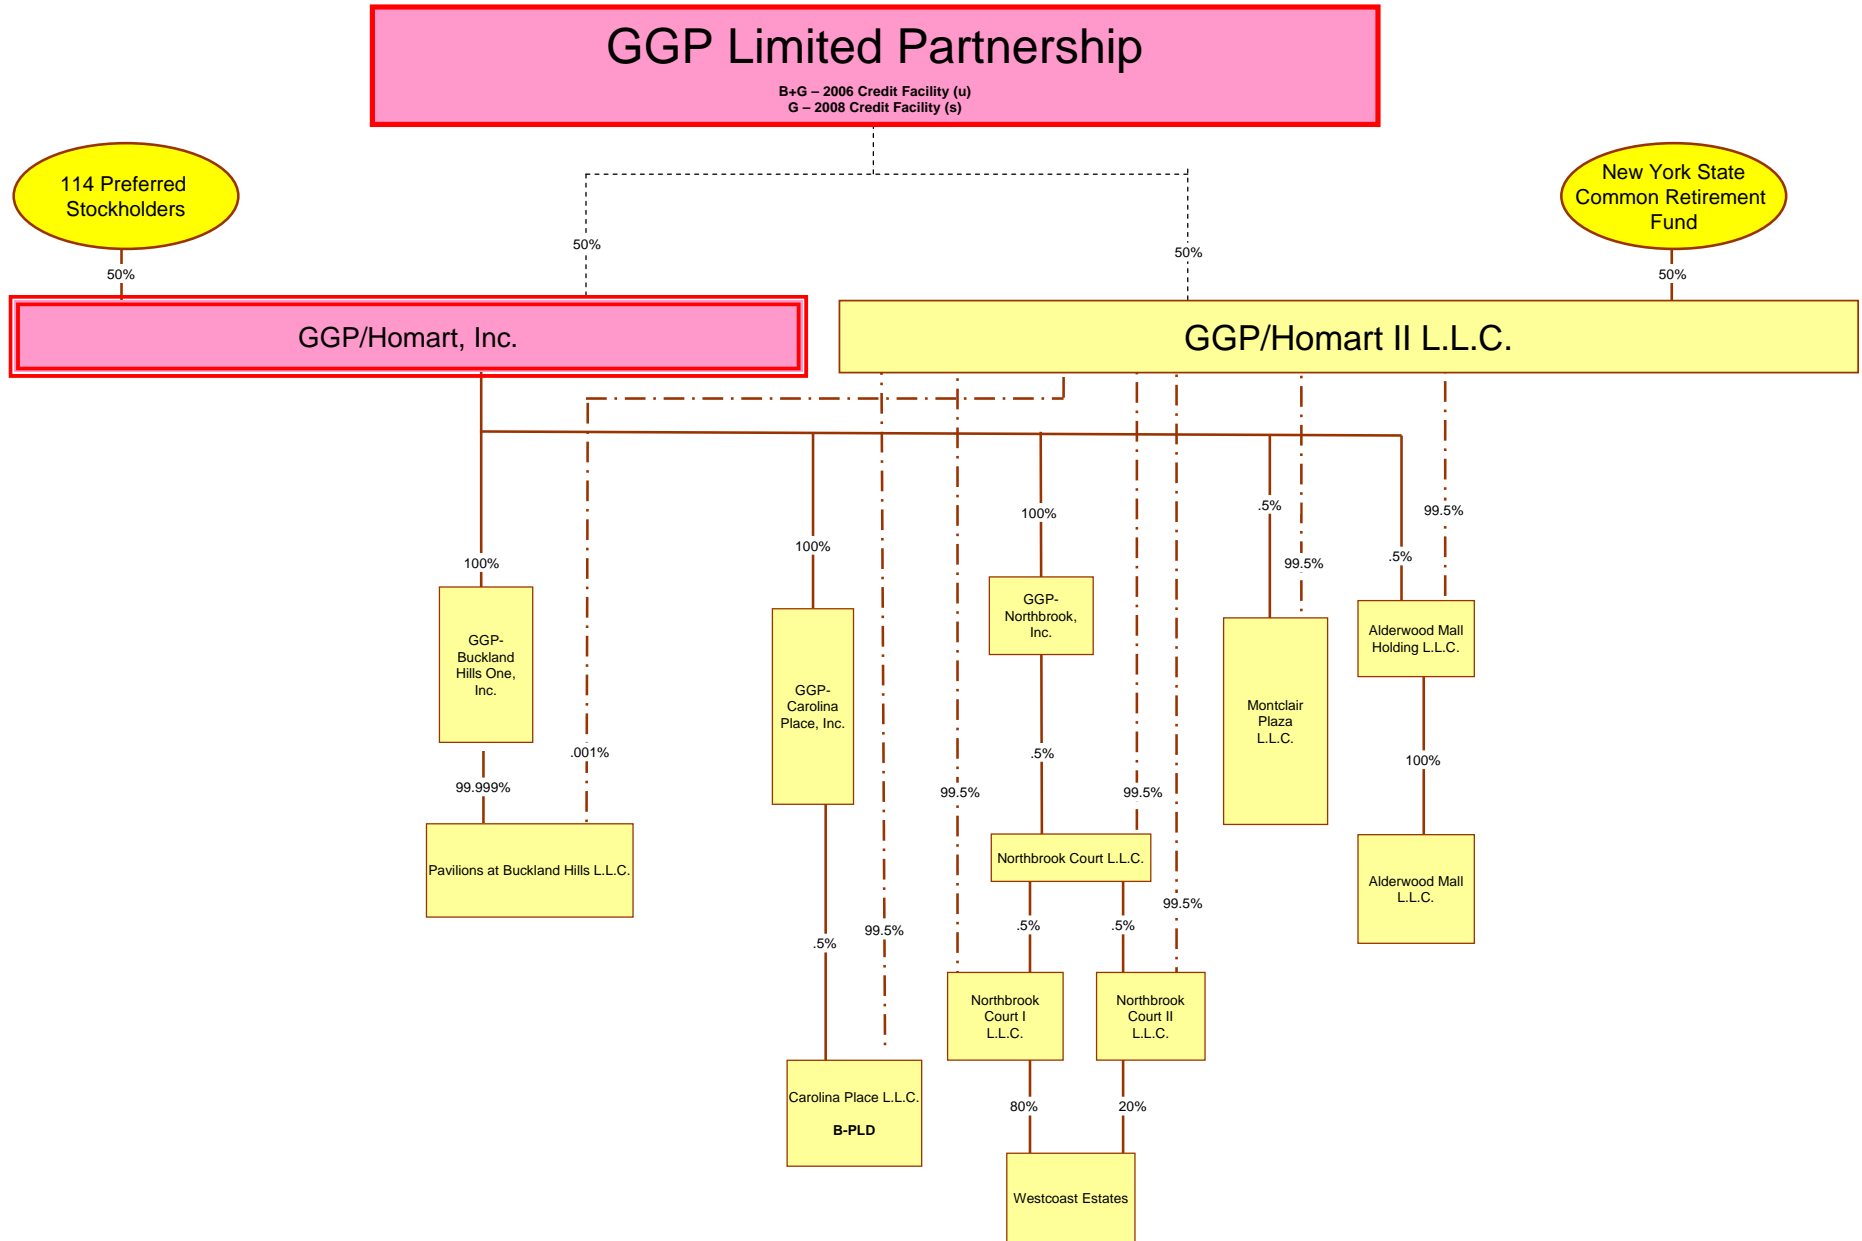 GGP Limited Partnership
B+G – 2006 Credit Facility (u)
G – 2008 Credit Facility (s)
114 Preferred
Stockholders
New York State
Common Retirement
Fund
50%
50%
50%
50%
GGP/Homart, Inc.
GGP/Homart II L.L.C.
100%
100%
100%
.5%
99.5%
.5%
99.5%
GGP-
Buckland
Hills One,
Inc.
GGP-
Carolina
Place, Inc.
GGP-
Northbrook,
Inc.
Montclair
Plaza
L.L.C.
Alderwood Mall
Holding L.L.C.
99.999%
.001%
.5%
99.5%
99.5%
100%
Pavilions at Buckland Hills L.L.C.
Northbrook Court L.L.C.
Alderwood Mall
L.L.C.
.5%
99.5%
.5%
.5%
99.5%
Northbrook
Court I
L.L.C.
Northbrook
Court II
L.L.C.
Carolina Place L.L.C.
B-PLD
80%
20%
Westcoast Estates